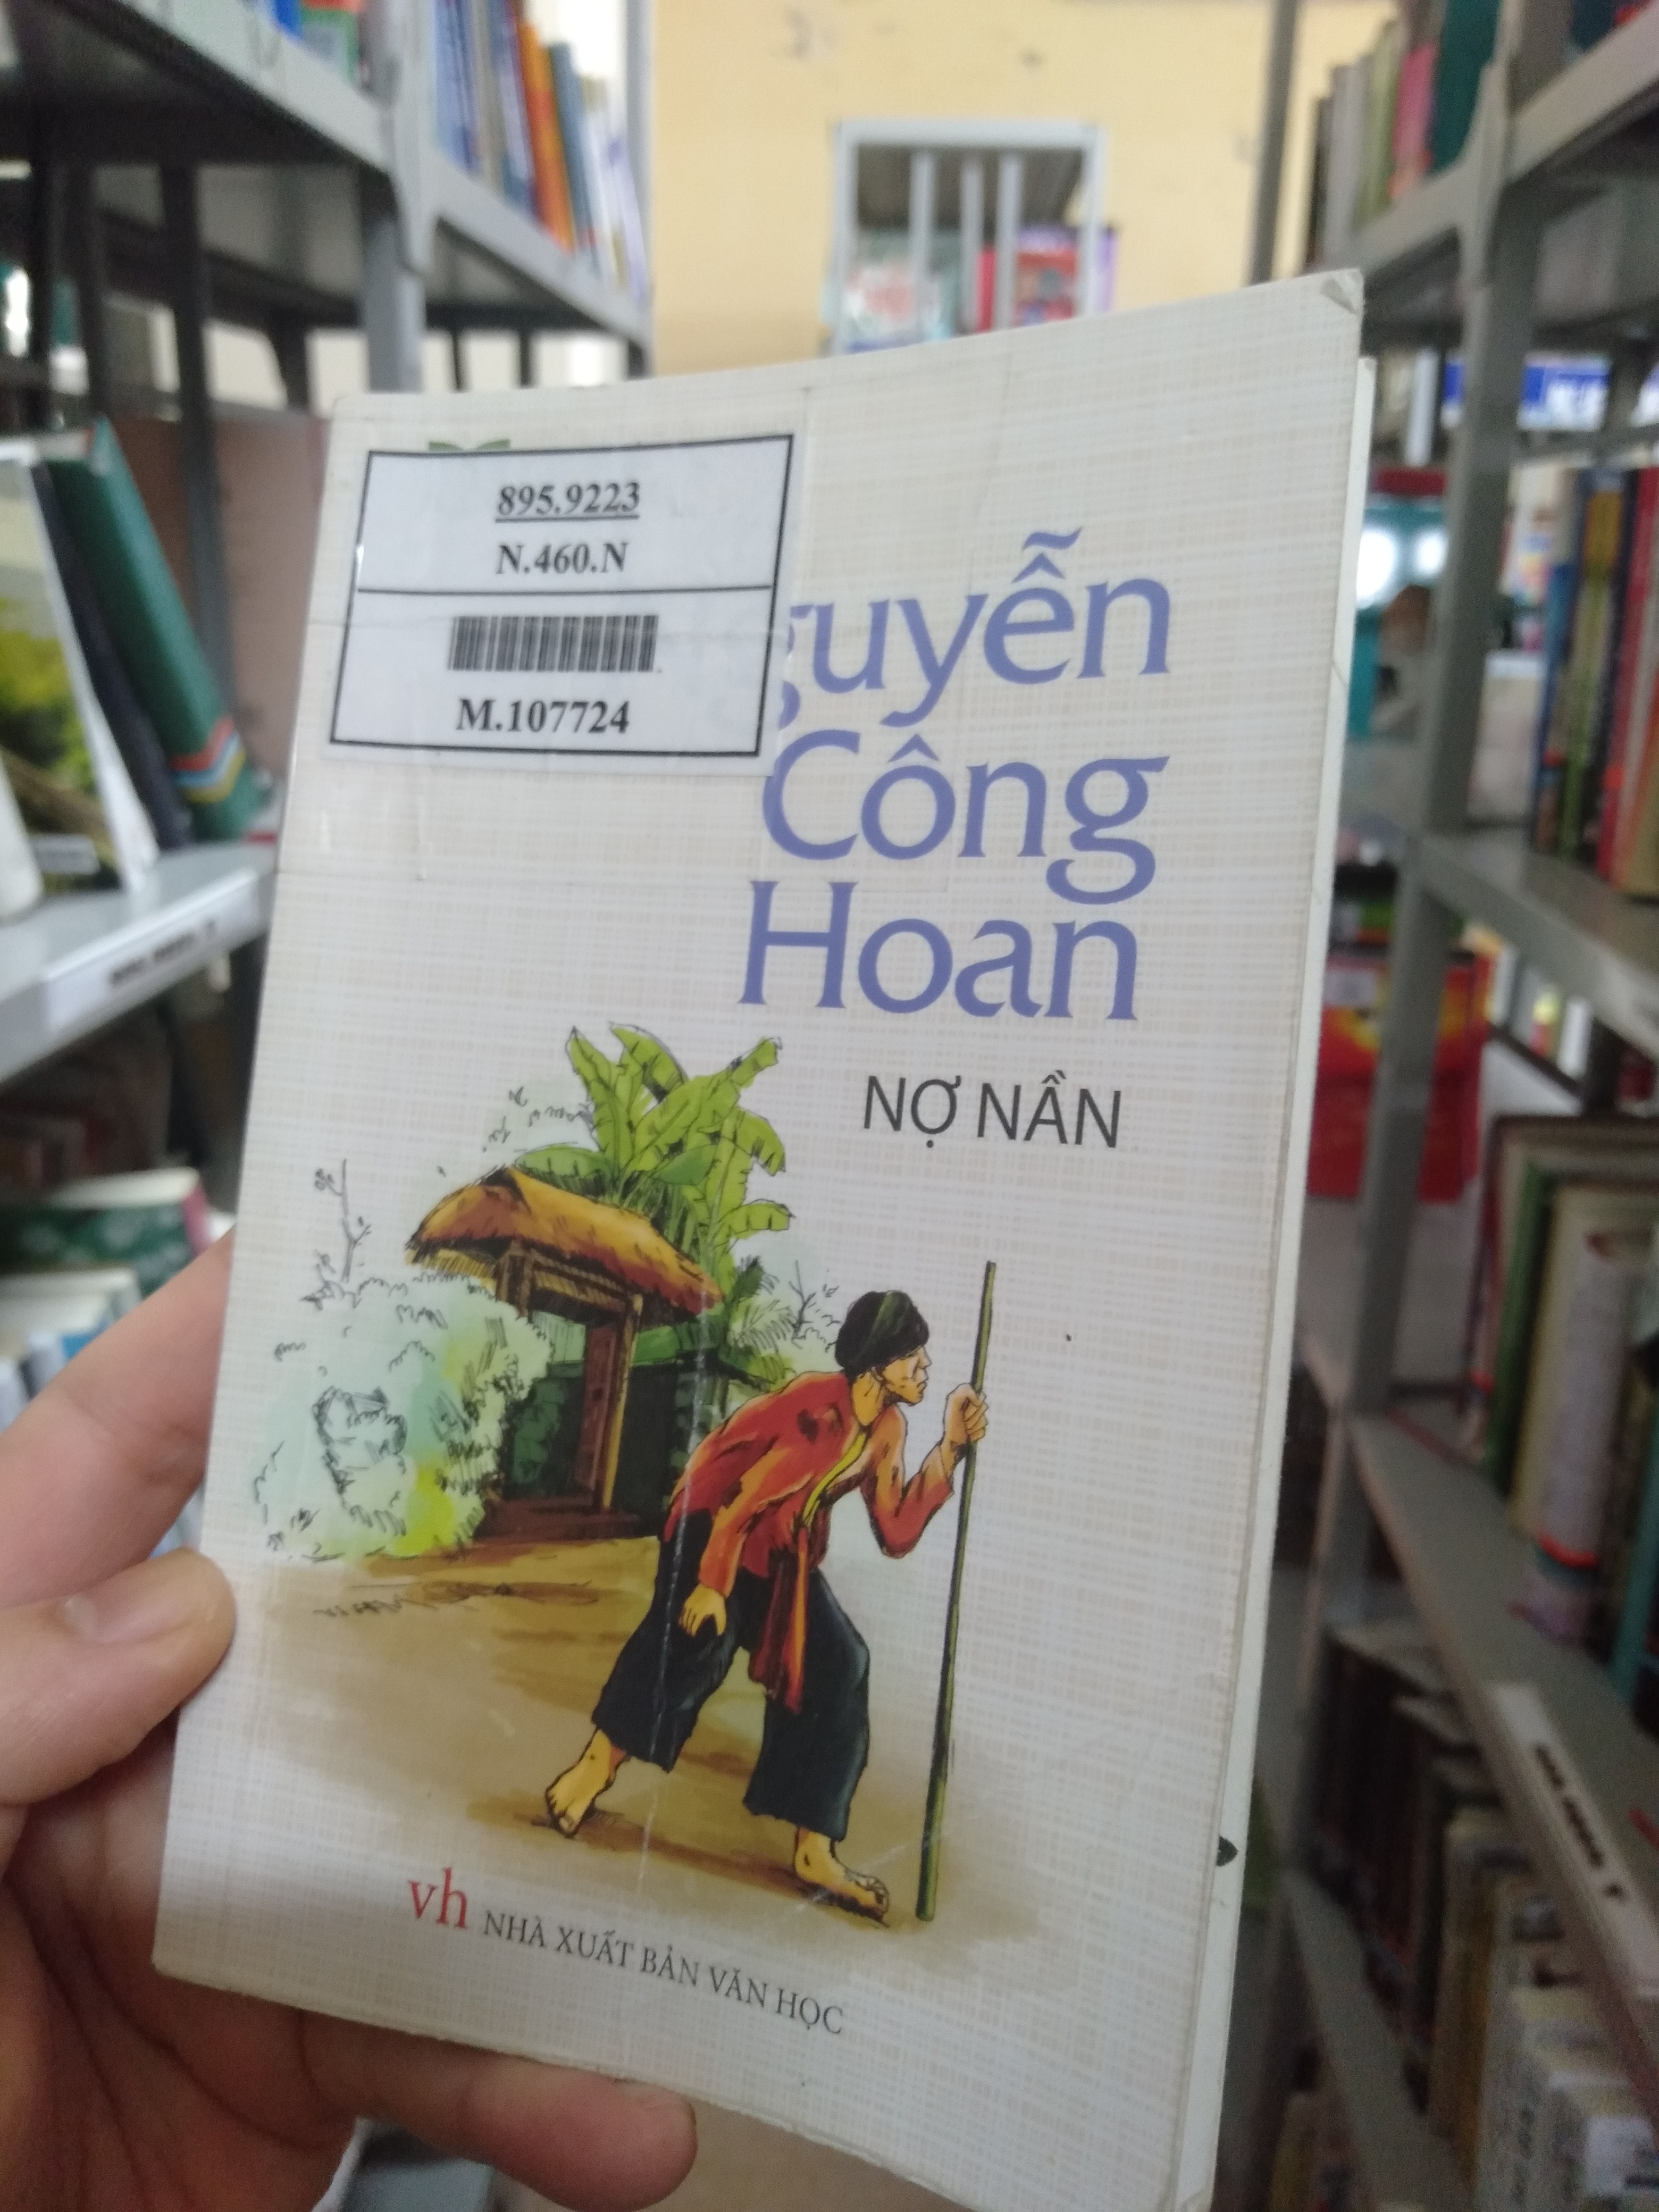 895.9223
N.460.N
M.107724
guyễn
Công
Hoan
NỢ NẦN
vh NHÀ XUẤT BẢN VĂN HỌC